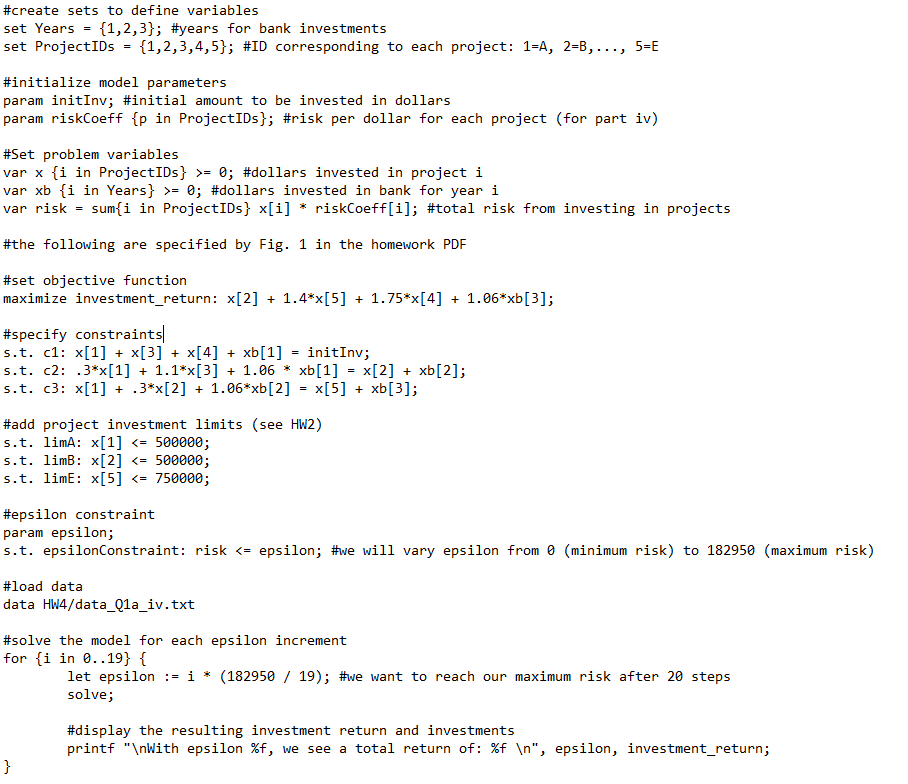 #create sets to define variables
set Years = {1,2,3}; #years for bank investments
set ProjectIDs = {1,2,3,4,5}; #ID corresponding to each project: 1=A, 2=B,..., 5=E
#initialize model parameters
param initInv; #initial amount to be invested in dollars
param riskCoeff {p in ProjectIDs}; #risk per dollar for each project (for part iv)
#Set problem variables
var x {i in ProjectIDs} >= 0; #dollars invested in project i
var xb {i in Years} >= 0; #dollars invested in bank for year i
var risk = sum{i in ProjectIDs} x[i] * riskCoeff[i]; #total risk from investing in projects
#the following are specified by Fig. 1 in the homework PDF
#set objective function
maximize investment_return: x[2] + 1.4*x[5] + 1.75*x[4] + 1.06*xb[3];
#specify constraints
s.t. c1: x[1] + x[3] + x[4] + xb[1] = initInv;
s.t. c2: .3*x[1] + 1.1*x[3] + 1.06 * xb[1] = x[2] + xb[2];
s.t. c3: x[1] + .3*x[2] + 1.06*xb[2] = x[5] + xb[3];
#add project investment limits (see HW2)
s.t. limA: x[1] <= 500000;
s.t. limB: x[2] <= 500000;
s.t. limE: x[5] <= 750000;
#epsilon constraint
param epsilon;
s.t. epsilonConstraint: risk <= epsilon; #we will vary epsilon from 0 (minimum risk) to 182950 (maximum risk)
#load data
data HW4/data_Q1a_iv.txt
#solve the model for each epsilon increment
for {i in 0..19} {
let epsilon := i * (182950 / 19); #we want to reach our maximum risk after 20 steps
solve;
#display the resulting investment return and investments
printf "\nWith epsilon %f, we see a total return of: %f \n", epsilon, investment_return;
}